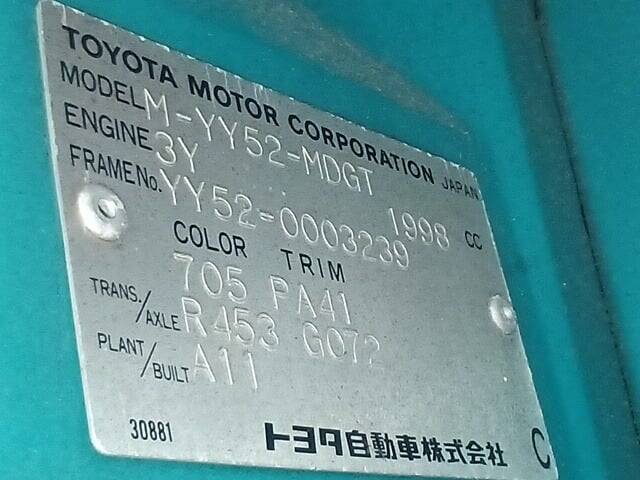 TOYOTA MOTOR CORPORATION JAPAN
MODEL M-YY52-MDGT
ENGINE 3Y 1998 CC
FRAME No. YY52-0003239
COLOR TRIM
705 PA41
TRANS./AXLE R453 G072
PLANT/BUILT A11
30881 トヨタ自動車株式会社 C